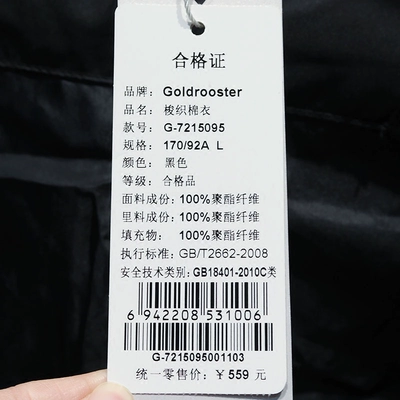 合格证
品牌: Goldrooster
品名: 梭织棉衣
款号: G-7215095
规格: 170/92A L
颜色: 黑色
等级: 合格品
面料成份: 100%聚酯纤维
里料成份: 100%聚酯纤维
填充物: 100%聚酯纤维
执行标准: GB/T2662-2008
安全技术类别: GB18401-2010C类
6 942208 531006
G-7215095001103
统一零售价: ¥ 559 元